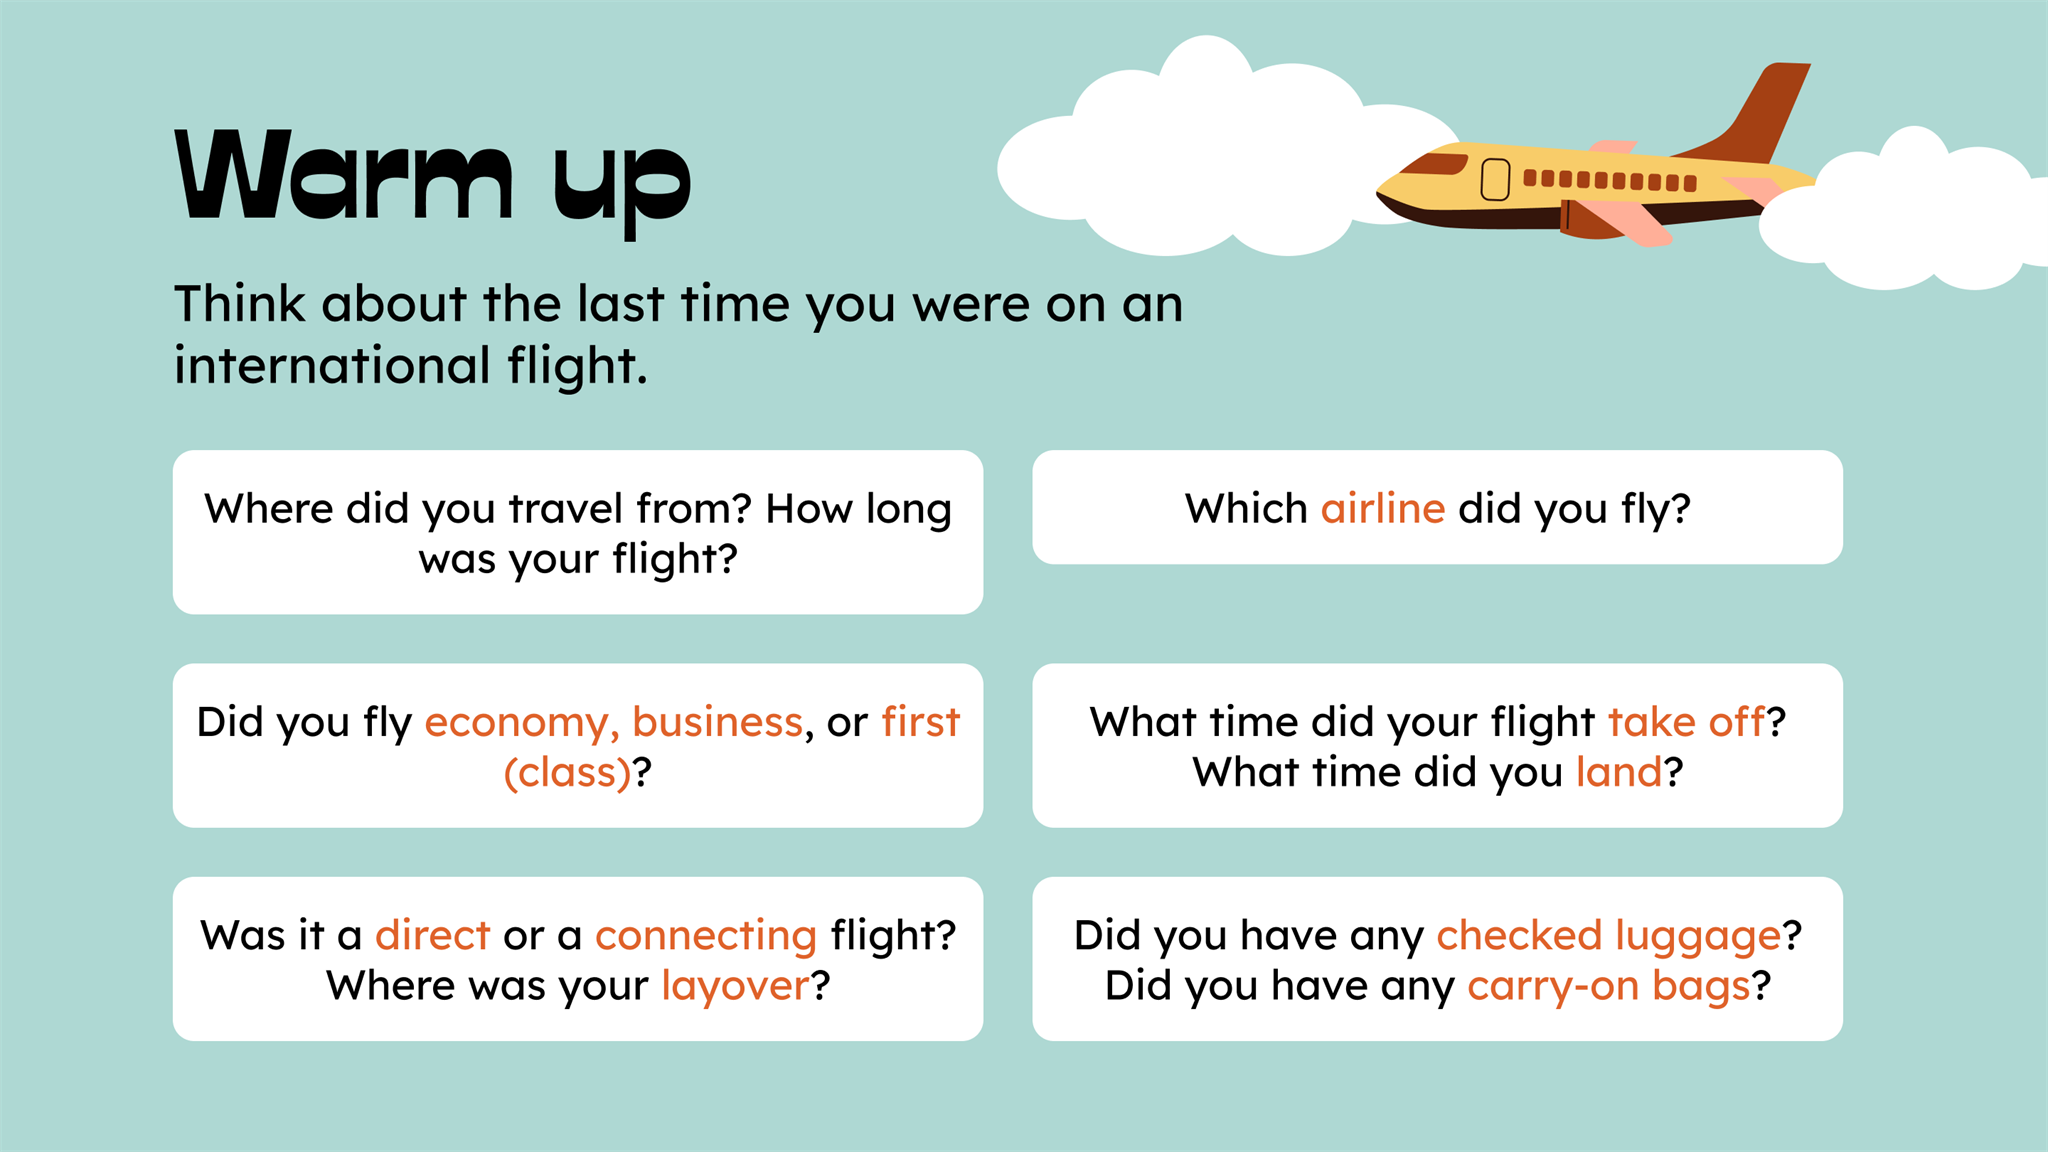 Warm up
Think about the last time you were on an
international flight.
Where did you travel from? How long
was your flight?
Which airline did you fly?
Did you fly economy, business, or first
(class)?
What time did your flight take off?
What time did you land?
Was it a direct or a connecting flight?
Where was your layover?
Did you have any checked luggage?
Did you have any carry-on bags?